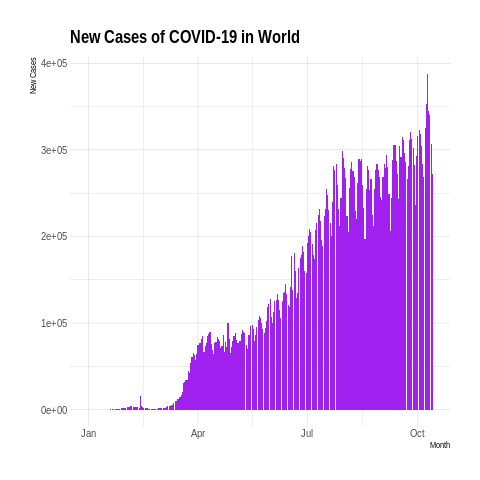 New Cases of COVID-19 in World
New Cases
4e+05
3e+05
2e+05
1e+05
0e+00
Jan Apr Jul Oct
Month